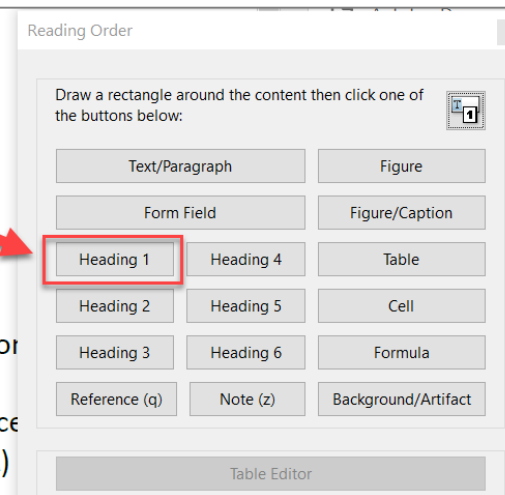 Reading Order
Draw a rectangle around the content then click one of
the buttons below:
Text/Paragraph Figure
Form Field Figure/Caption
Heading 1 Heading 4 Table
Heading 2 Heading 5 Cell
Heading 3 Heading 6 Formula
Reference (q) Note (z) Background/Artifact
Table Editor